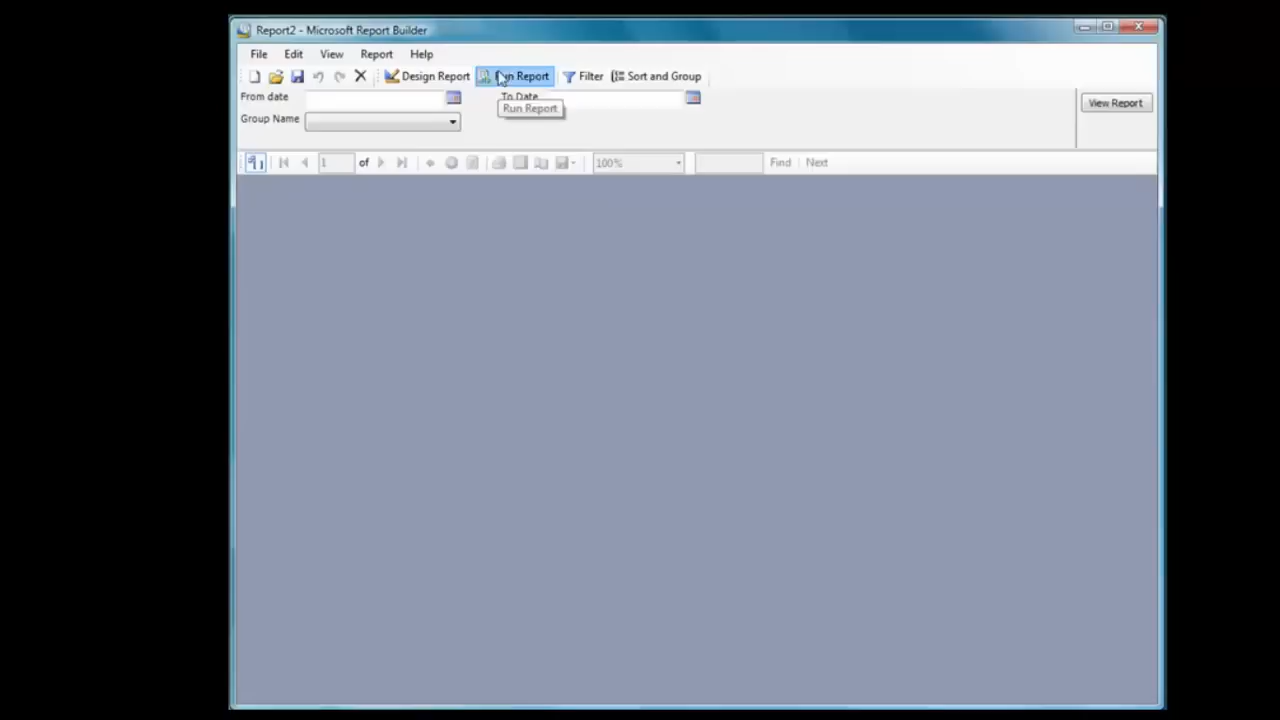 Report2 - Microsoft Report Builder
File Edit View Report Help
Design Report Run Report Filter Sort and Group
From date To Date
Run Report
View Report
Group Name
1 of 100% Find Next